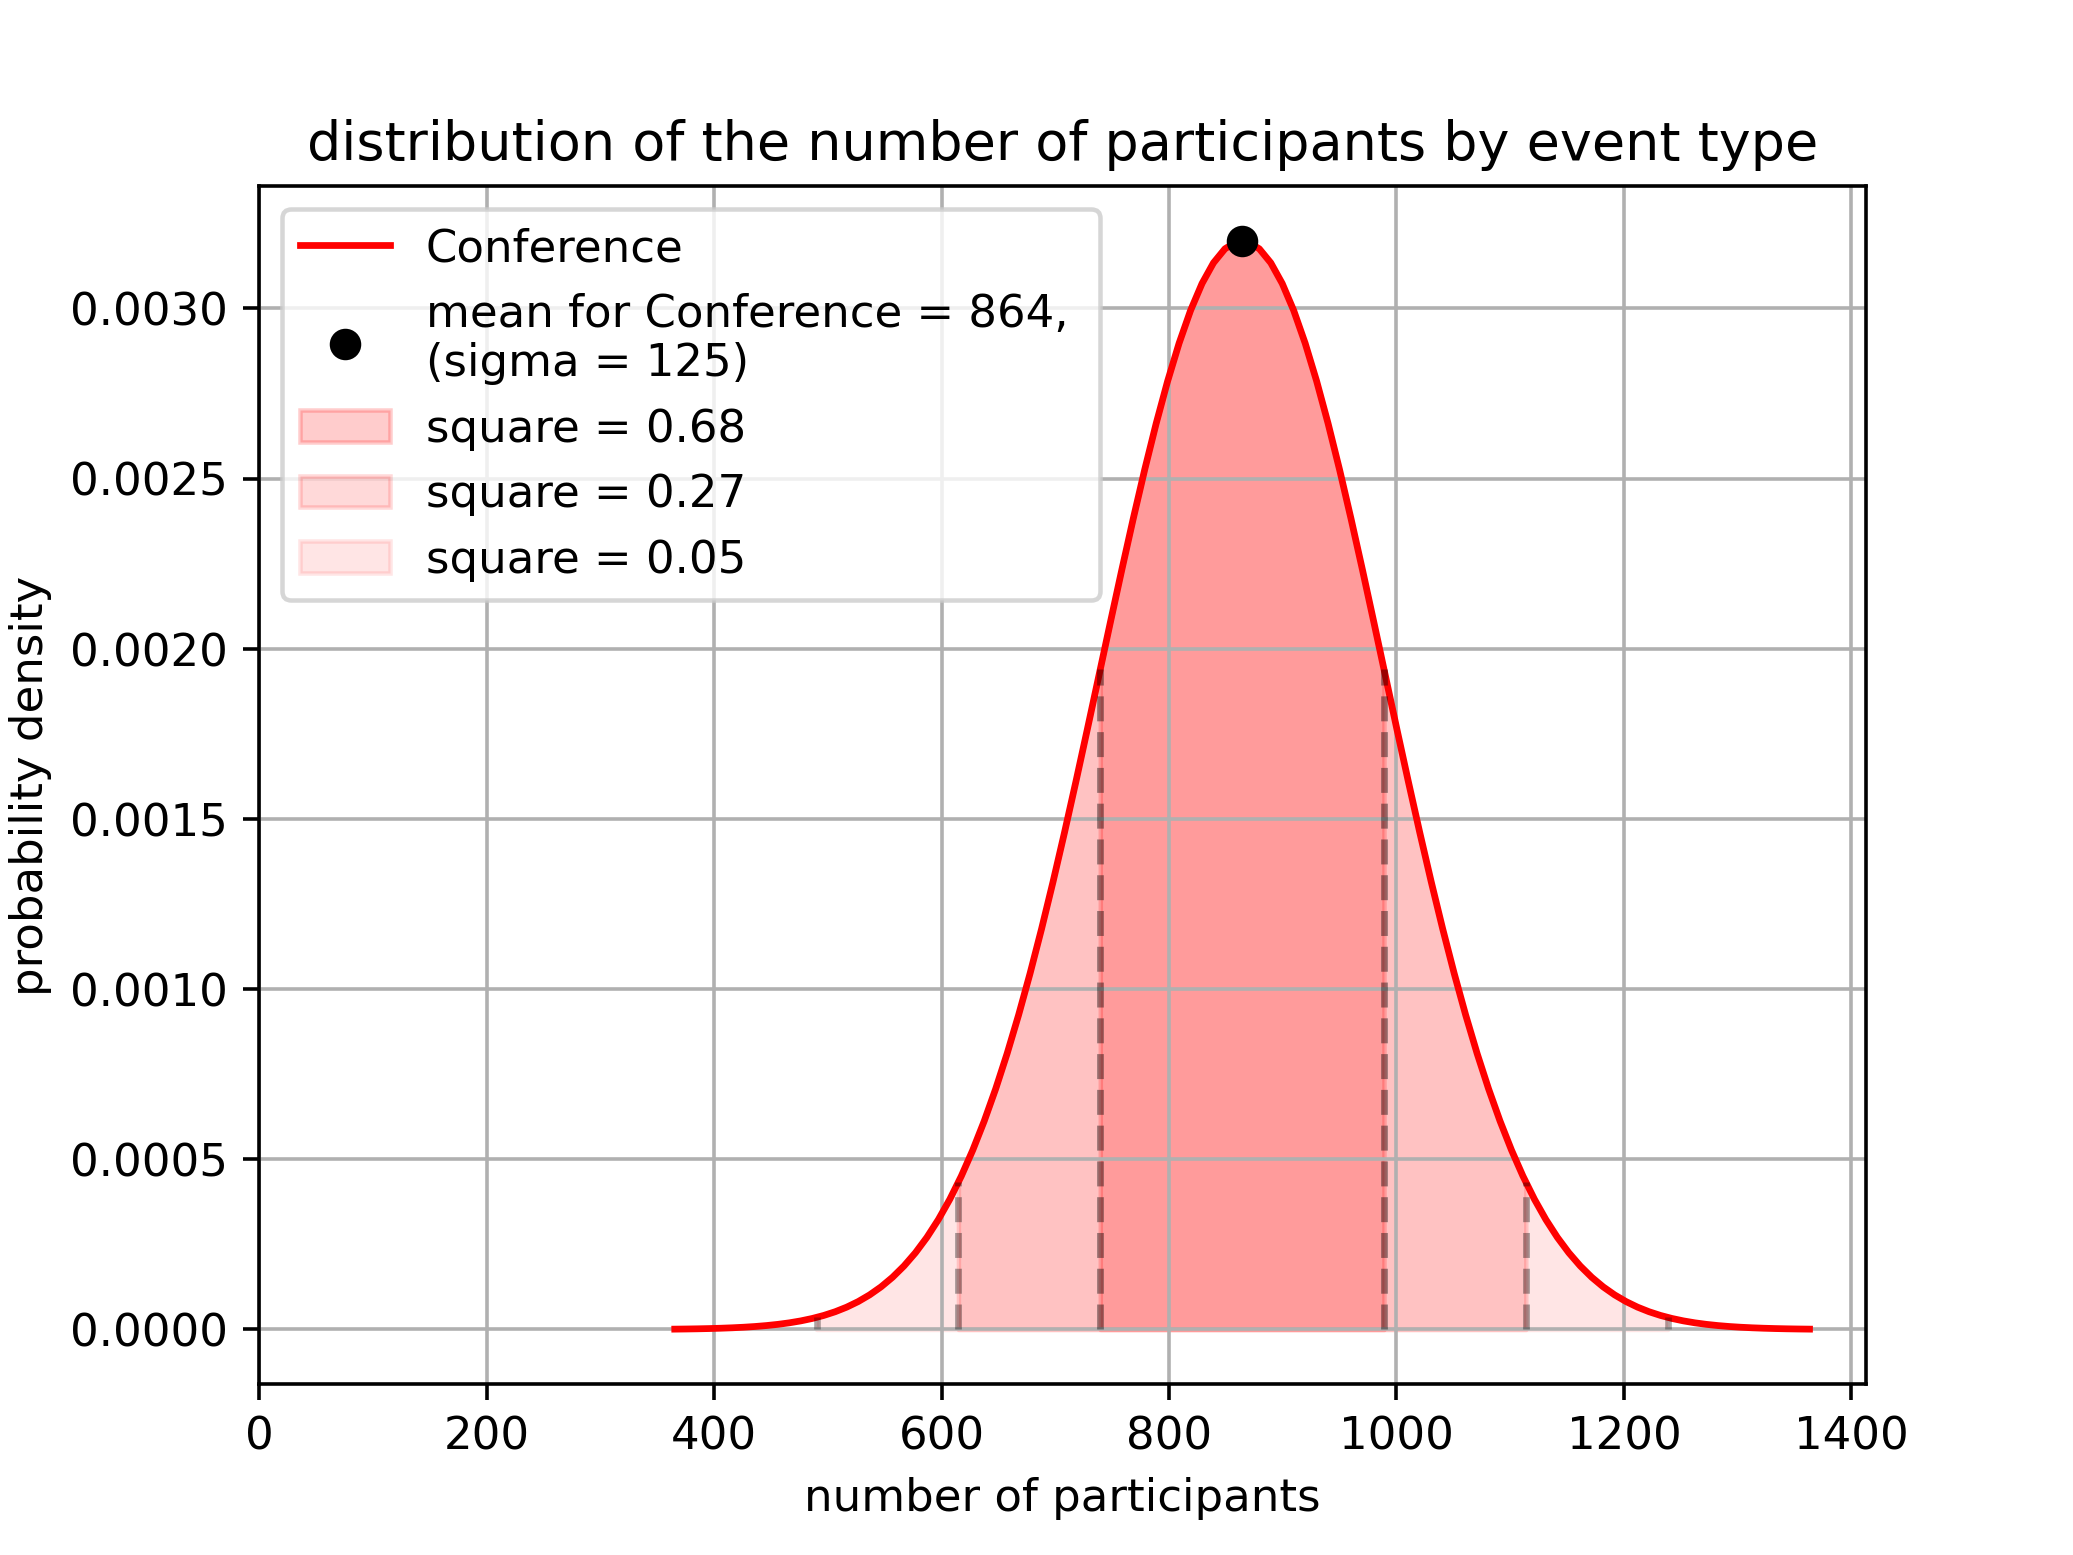 distribution of the number of participants by event type
Conference
mean for Conference = 864,
(sigma = 125)
square = 0.68
square = 0.27
square = 0.05
probability density
0.0030
0.0025
0.0020
0.0015
0.0010
0.0005
0.0000
0 200 400 600 800 1000 1200 1400
number of participants